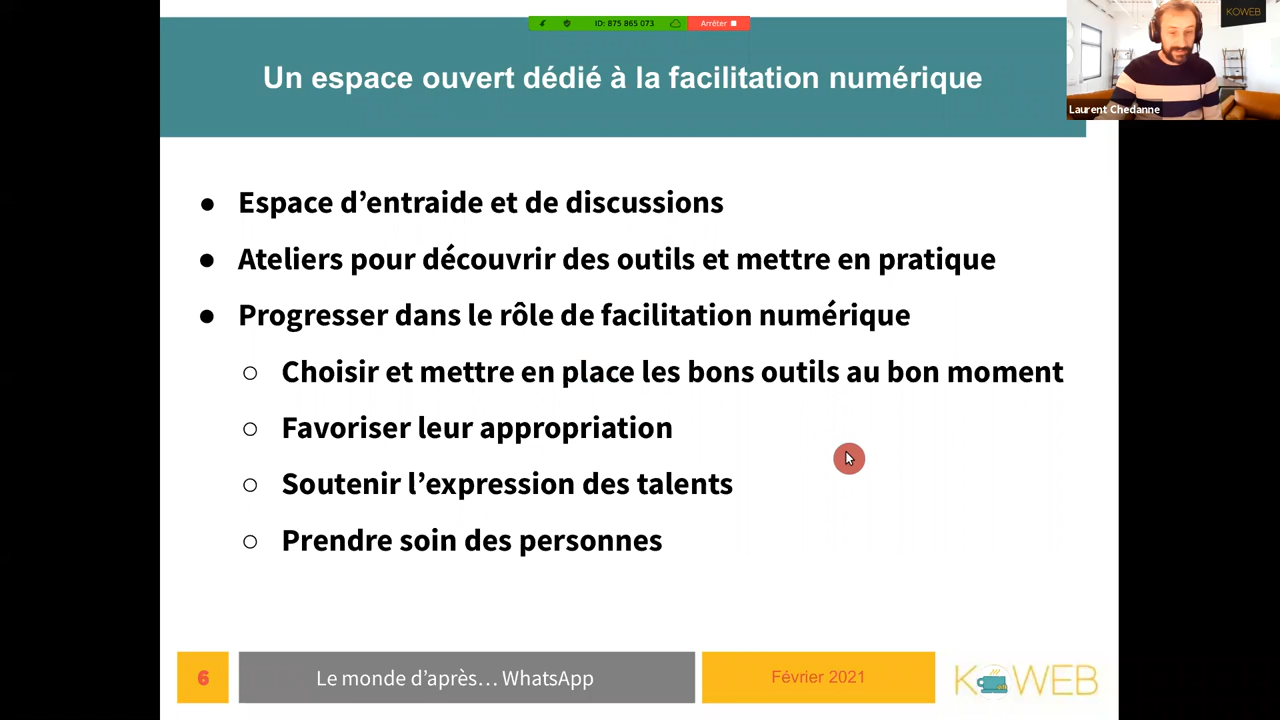 ID: 875 865 073
Arrêter
KOWEB
Un espace ouvert dédié à la facilitation numérique
Laurent Chedanne
● Espace d’entraide et de discussions
● Ateliers pour découvrir des outils et mettre en pratique
● Progresser dans le rôle de facilitation numérique
○ Choisir et mettre en place les bons outils au bon moment
○ Favoriser leur appropriation
○ Soutenir l’expression des talents
○ Prendre soin des personnes
6
Le monde d’après… WhatsApp
Février 2021
KOWEB